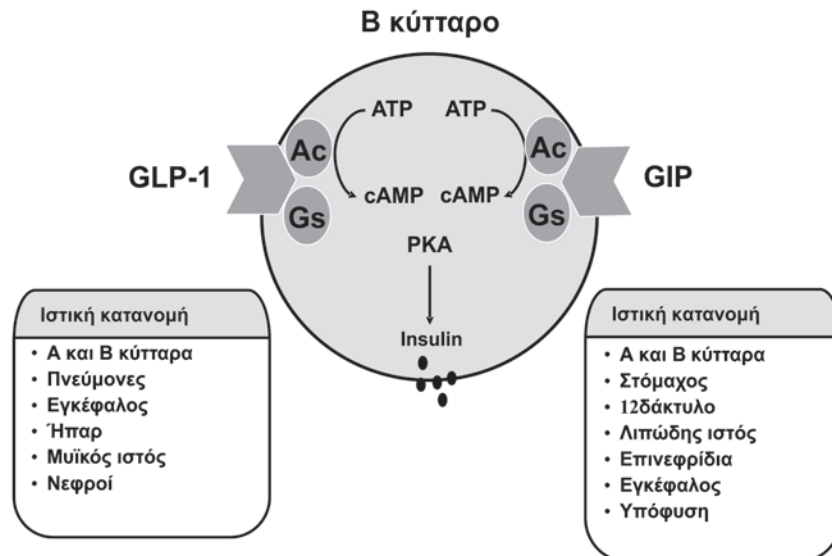 Β κύτταρο
ATP ATP
Ac Ac
GLP-1 GIP
cAMP cAMP
Gs Gs
PKA
Insulin
Ιστική κατανομή
• Α και Β κύτταρα
• Πνεύμονες
• Εγκέφαλος
• Ήπαρ
• Μυϊκός ιστός
• Νεφροί
Ιστική κατανομή
• Α και Β κύτταρα
• Στόμαχος
• 12δάκτυλο
• Λιπώδης ιστός
• Επινεφρίδια
• Εγκέφαλος
• Υπόφυση